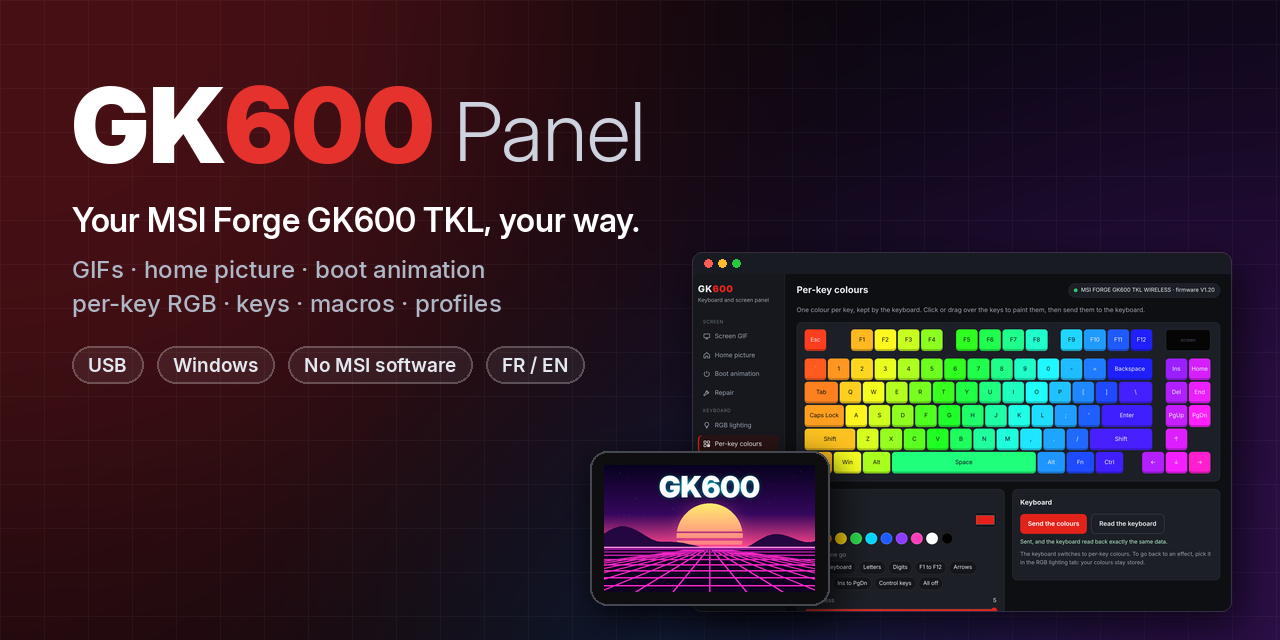 GK600 Panel
Your MSI Forge GK600 TKL, your way.
GIFs · home picture · boot animation
per-key RGB · keys · macros · profiles
USB Windows No MSI software FR / EN
GK600
Keyboard and screen panel
SCREEN
Screen GIF
Home picture
Boot animation
Repair
KEYBOARD
RGB lighting
Per-key colours
Per-key colours
MSI FORGE GK600 TKL WIRELESS · firmware V1.20
One colour per key, kept by the keyboard. Click or drag over the keys to paint them, then send them to the keyboard.
Esc F1 F2 F3 F4 F5 F6 F7 F8 F9 F10 F11 F12
1 2 3 4 5 6 7 8 9 0 - = Backspace Ins Home
Tab Q W E R T Y U I O P [ ] \ Del End
Caps Lock A S D F G H J K L ; ' Enter PgUp PgDn
Shift Z X C V B N M , . / Shift ↑
Win Alt Space Alt Fn Ctrl ← ↓ →
GK600
Letters Digits F1 to F12 Arrows
Ins to PgDn Control keys All off
5
Keyboard
Send the colours Read the keyboard
Sent, and the keyboard read back exactly the same data.
The keyboard switches to per-key colours. To go back to an effect, pick it
in the RGB lighting tab: your colours stay stored.